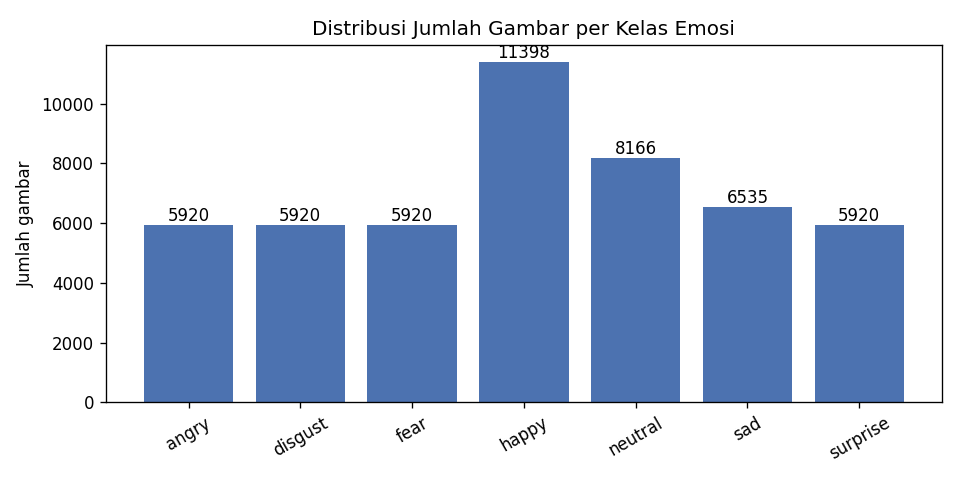 Distribusi Jumlah Gambar per Kelas Emosi
Jumlah gambar
10000
8000
6000
4000
2000
0
5920
5920
5920
11398
8166
6535
5920
angry
disgust
fear
happy
neutral
sad
surprise